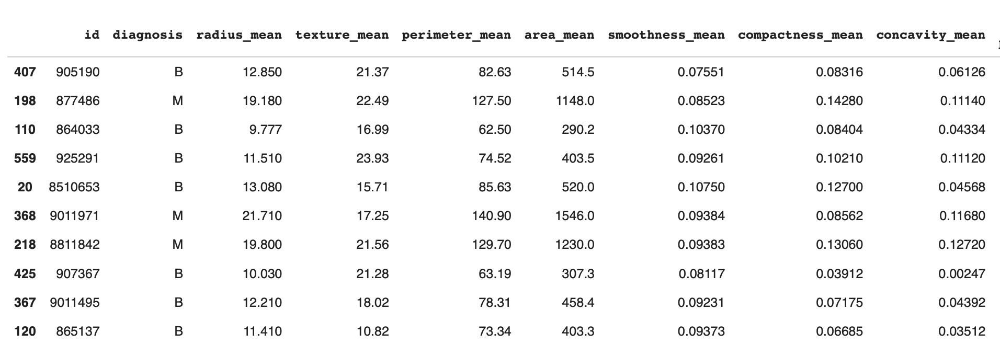 id diagnosis radius_mean texture_mean perimeter_mean area_mean smoothness_mean compactness_mean concavity_mean
407 905190 B 12.850 21.37 82.63 514.5 0.07551 0.08316 0.06126
198 877486 M 19.180 22.49 127.50 1148.0 0.08523 0.14280 0.11140
110 864033 B 9.777 16.99 62.50 290.2 0.10370 0.08404 0.04334
559 925291 B 11.510 23.93 74.52 403.5 0.09261 0.10210 0.11120
20 8510653 B 13.080 15.71 85.63 520.0 0.10750 0.12700 0.04568
368 9011971 M 21.710 17.25 140.90 1546.0 0.09384 0.08562 0.11680
218 8811842 M 19.800 21.56 129.70 1230.0 0.09383 0.13060 0.12720
425 907367 B 10.030 21.28 63.19 307.3 0.08117 0.03912 0.00247
367 9011495 B 12.210 18.02 78.31 458.4 0.09231 0.07175 0.04392
120 865137 B 11.410 10.82 73.34 403.3 0.09373 0.06685 0.03512